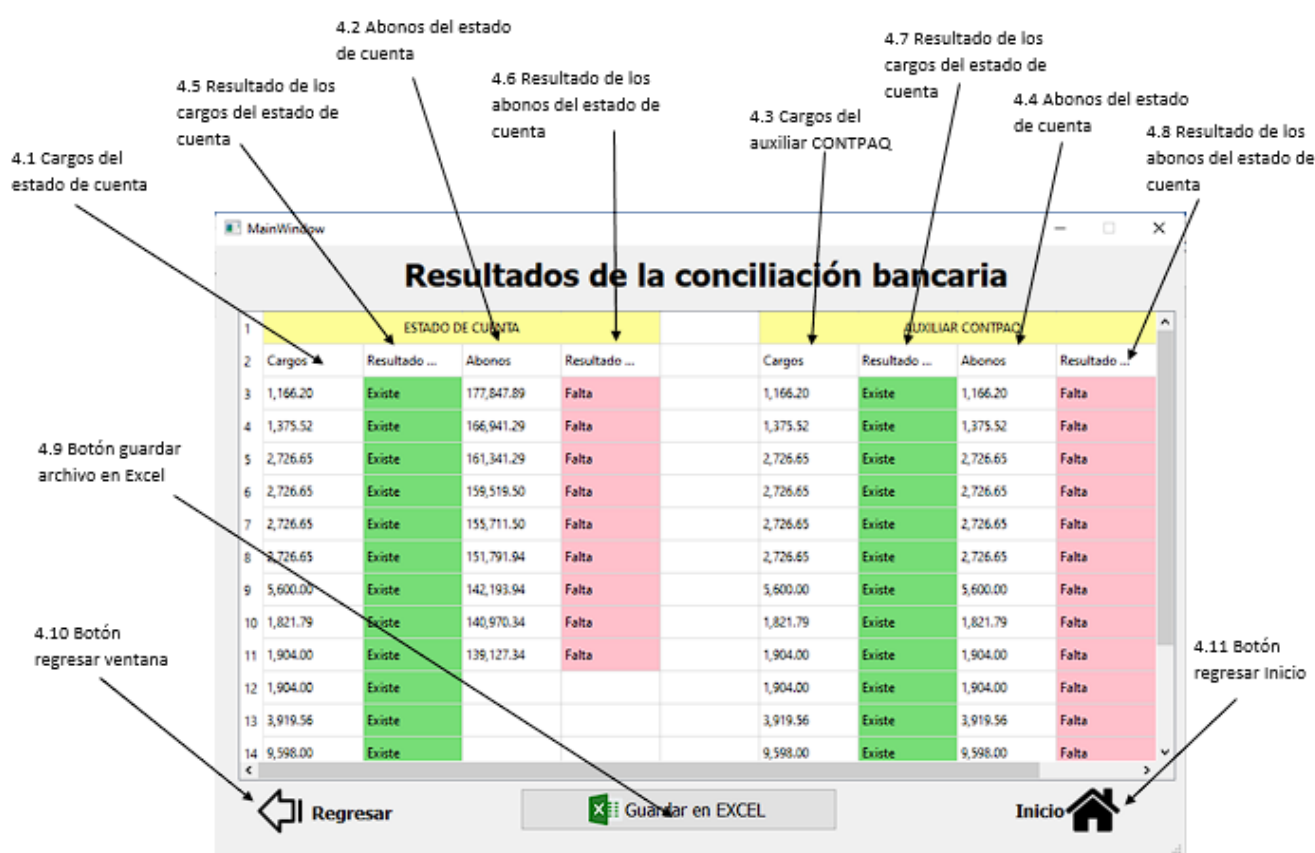 4.2 Abonos del estado
de cuenta
4.7 Resultado de los
cargos del estado de
cuenta
4.5 Resultado de los
cargos del estado de
cuenta
4.6 Resultado de los
abonos del estado de
cuenta
4.3 Cargos del
auxiliar CONTPAQ
4.4 Abonos del estado
de cuenta
4.8 Resultado de los
abonos del estado de
cuenta
4.1 Cargos del
estado de cuenta
MainWindow
Resultados de la conciliación bancaria
1 ESTADO DE CUENTA AUXILIAR CONTPAQ
2 Cargos Resultado ... Abonos Resultado ... Cargos Resultado ... Abonos Resultado ...
3 1,166.20 Existe 177,847.89 Falta 1,166.20 Existe 1,166.20 Falta
4 1,375.52 Existe 166,941.29 Falta 1,375.52 Existe 1,375.52 Falta
5 2,726.65 Existe 161,341.29 Falta 2,726.65 Existe 2,726.65 Falta
6 2,726.65 Existe 159,519.50 Falta 2,726.65 Existe 2,726.65 Falta
7 2,726.65 Existe 155,711.50 Falta 2,726.65 Existe 2,726.65 Falta
8 2,726.65 Existe 151,791.94 Falta 2,726.65 Existe 2,726.65 Falta
9 5,600.00 Existe 142,193.94 Falta 5,600.00 Existe 5,600.00 Falta
10 1,821.79 Existe 140,970.34 Falta 1,821.79 Existe 1,821.79 Falta
11 1,904.00 Existe 139,127.34 Falta 1,904.00 Existe 1,904.00 Falta
12 1,904.00 Existe 1,904.00 Existe 1,904.00 Falta
13 3,919.56 Existe 3,919.56 Existe 3,919.56 Falta
14 9,598.00 Existe 9,598.00 Existe 9,598.00 Falta
4.9 Botón guardar
archivo en Excel
4.10 Botón
regresar ventana
4.11 Botón
regresar Inicio
Regresar
Guardar en EXCEL
Inicio